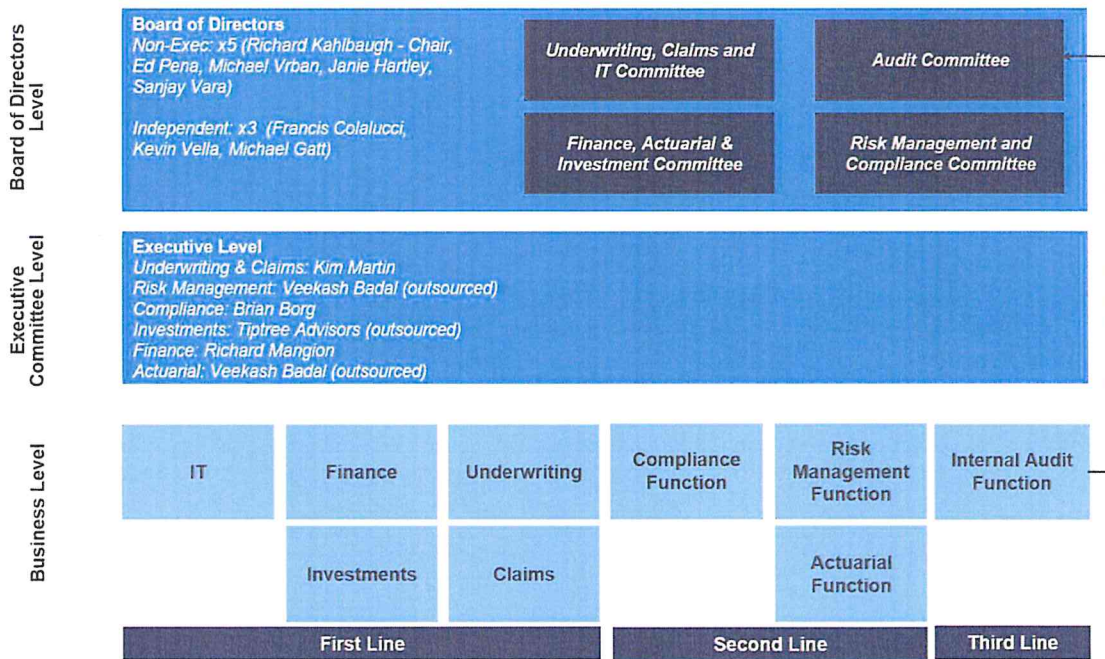 Board of Directors
Level
Board of Directors
Non-Exec: x5 (Richard Kahlbaugh - Chair,
Ed Pena, Michael Vrban, Janie Hartley,
Sanjay Vara)
Independent: x3 (Francis Colalucci,
Kevin Vella, Michael Gatt)
Underwriting, Claims and
IT Committee
Audit Committee
Finance, Actuarial &
Investment Committee
Risk Management and
Compliance Committee
Executive
Committee Level
Executive Level
Underwriting & Claims: Kim Martin
Risk Management: Veekash Badal (outsourced)
Compliance: Brian Borg
Investments: Tiptree Advisors (outsourced)
Finance: Richard Mangion
Actuarial: Veekash Badal (outsourced)
Business Level
IT
Finance
Underwriting
Compliance
Function
Risk
Management
Function
Internal Audit
Function
Investments
Claims
Actuarial
Function
First Line
Second Line
Third Line